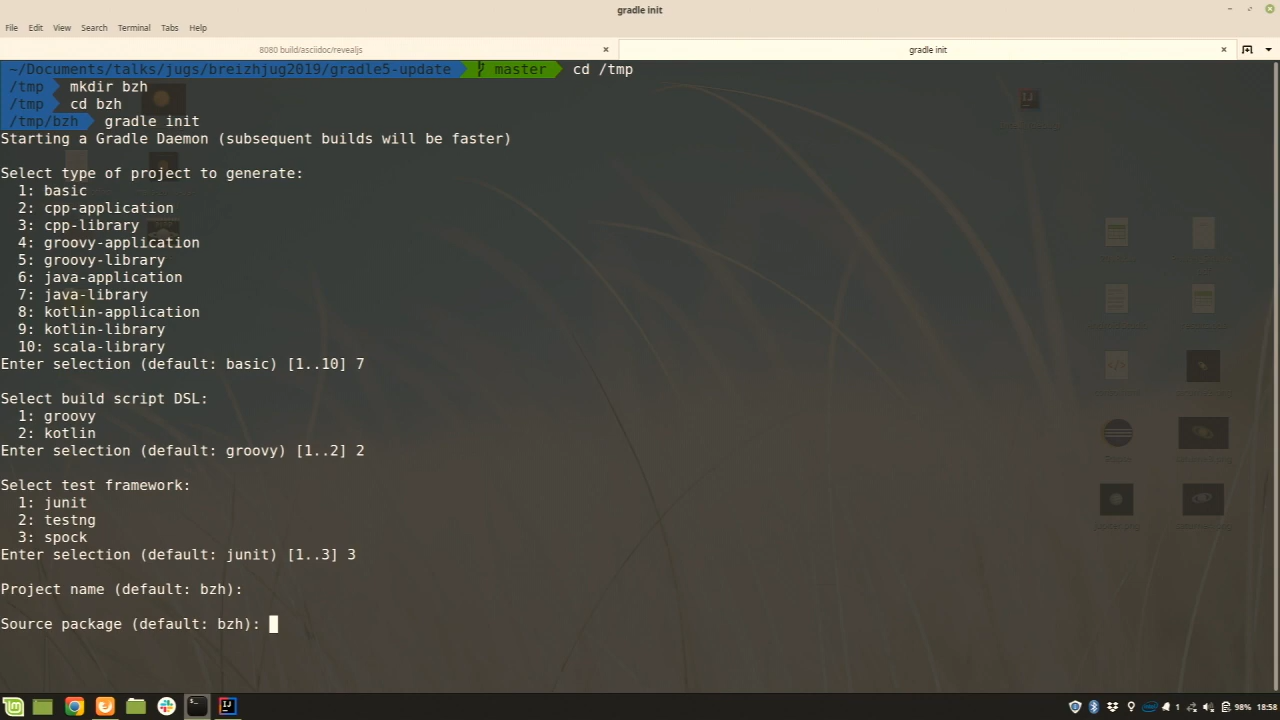 gradle init
File Edit View Search Terminal Tabs Help
8080 build/asciidoc/revealjs
gradle init
~/Documents/talks/jugs/breizhjug2019/gradle5-update master cd /tmp
/tmp mkdir bzh
/tmp cd bzh
/tmp/bzh gradle init
Starting a Gradle Daemon (subsequent builds will be faster)
Select type of project to generate:
1: basic
2: cpp-application
3: cpp-library
4: groovy-application
5: groovy-library
6: java-application
7: java-library
8: kotlin-application
9: kotlin-library
10: scala-library
Enter selection (default: basic) [1..10] 7
Select build script DSL:
1: groovy
2: kotlin
Enter selection (default: groovy) [1..2] 2
Select test framework:
1: junit
2: testng
3: spock
Enter selection (default: junit) [1..3] 3
Project name (default: bzh):
Source package (default: bzh):
1 98% 18:58